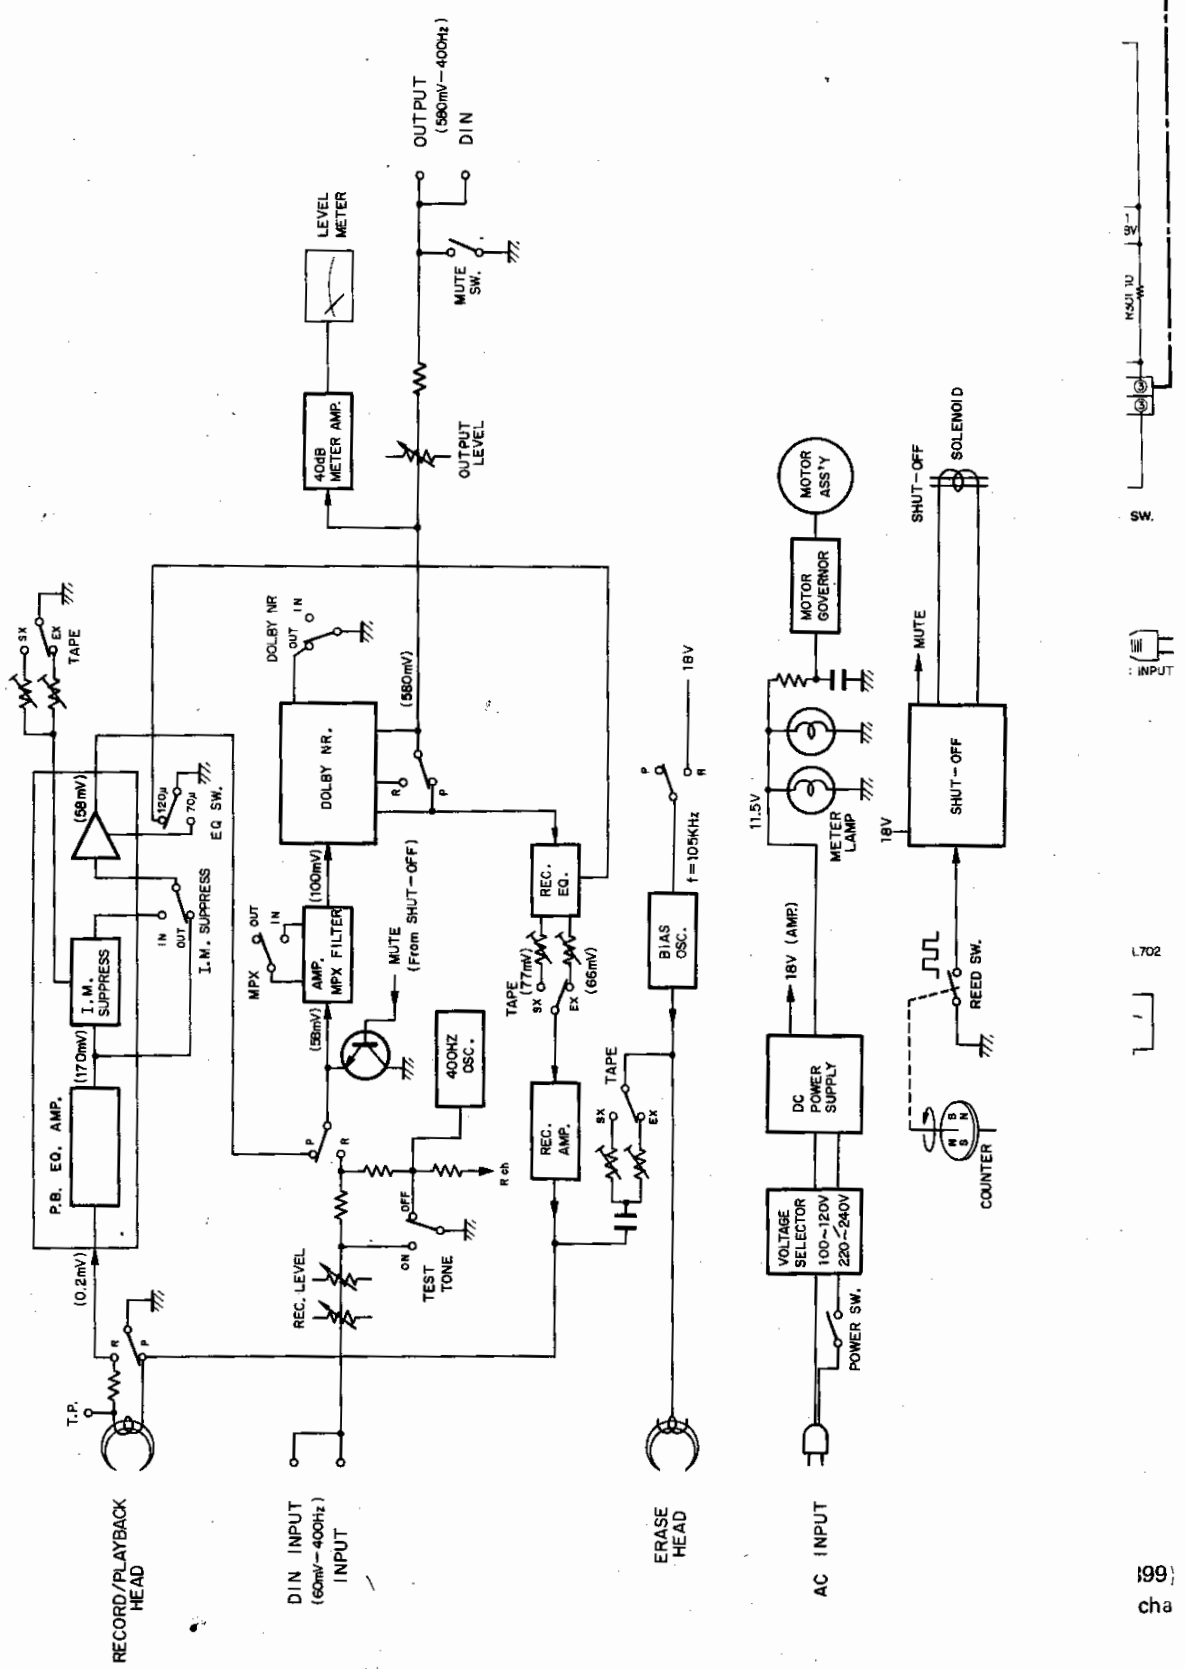 RECORD/PLAYBACK
HEAD
T.P.
R
P
(0.2mV)
P.B. EQ. AMP.
(170mV)
I.M.
SUPPRESS
IN
OUT
I.M. SUPPRESS
(58mV)
120μ
70μ
EQ SW.
SX
EX
TAPE
DIN INPUT
(60mV-400Hz)
INPUT
REC. LEVEL
ON
OFF
TEST
TONE
P
R
R ch
400HZ
OSC.
(58mV)
MUTE
(From SHUT-OFF)
MPX
OUT
IN
AMP.
MPX FILTER
(100mV)
DOLBY NR.
DOLBY NR
OUT
IN
R
P
(580mV)
40dB
METER AMP.
LEVEL
METER
OUTPUT
LEVEL
MUTE
SW.
OUTPUT
(580mV-400Hz)
DIN
REC.
EQ.
TAPE
(77mV)
SX
EX
(66mV)
REC.
AMP.
SX
EX
TAPE
ERASE
HEAD
BIAS
OSC.
f=105KHz
P
R
18V
AC INPUT
POWER SW.
VOLTAGE
SELECTOR
100~120V
220~240V
DC
POWER
SUPPLY
18V (AMP.)
11.5V
METER
LAMP
MOTOR
GOVERNOR
MOTOR
ASS'Y
COUNTER
N
S
REED SW.
18V
SHUT-OFF
MUTE
SHUT-OFF
SOLENOID
R301 10
SW.
: INPUT
L702
cha